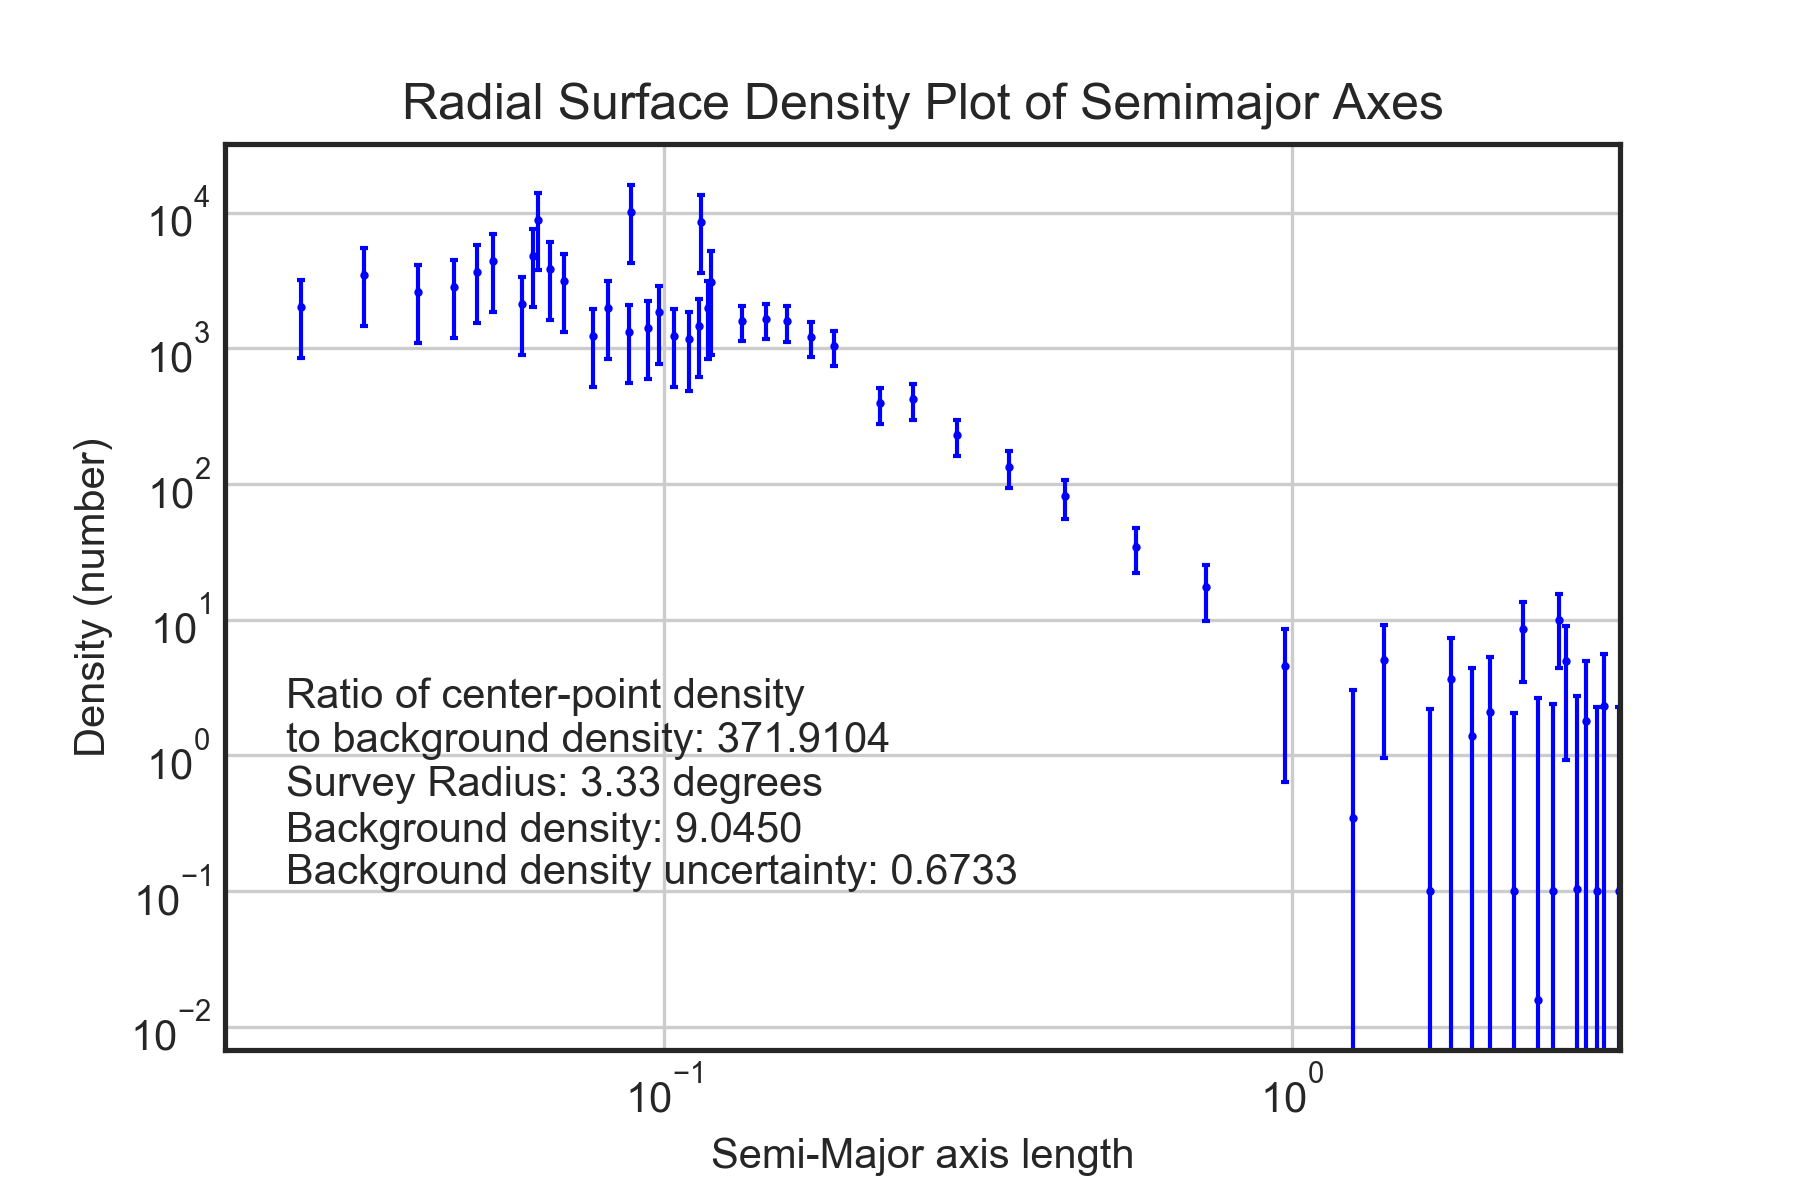 Radial Surface Density Plot of Semimajor Axes
10^4
10^3
10^2
10^1
10^0
10^−1
10^−2
Density (number)
Ratio of center-point density
to background density: 371.9104
Survey Radius: 3.33 degrees
Background density: 9.0450
Background density uncertainty: 0.6733
10^−1
10^0
Semi-Major axis length